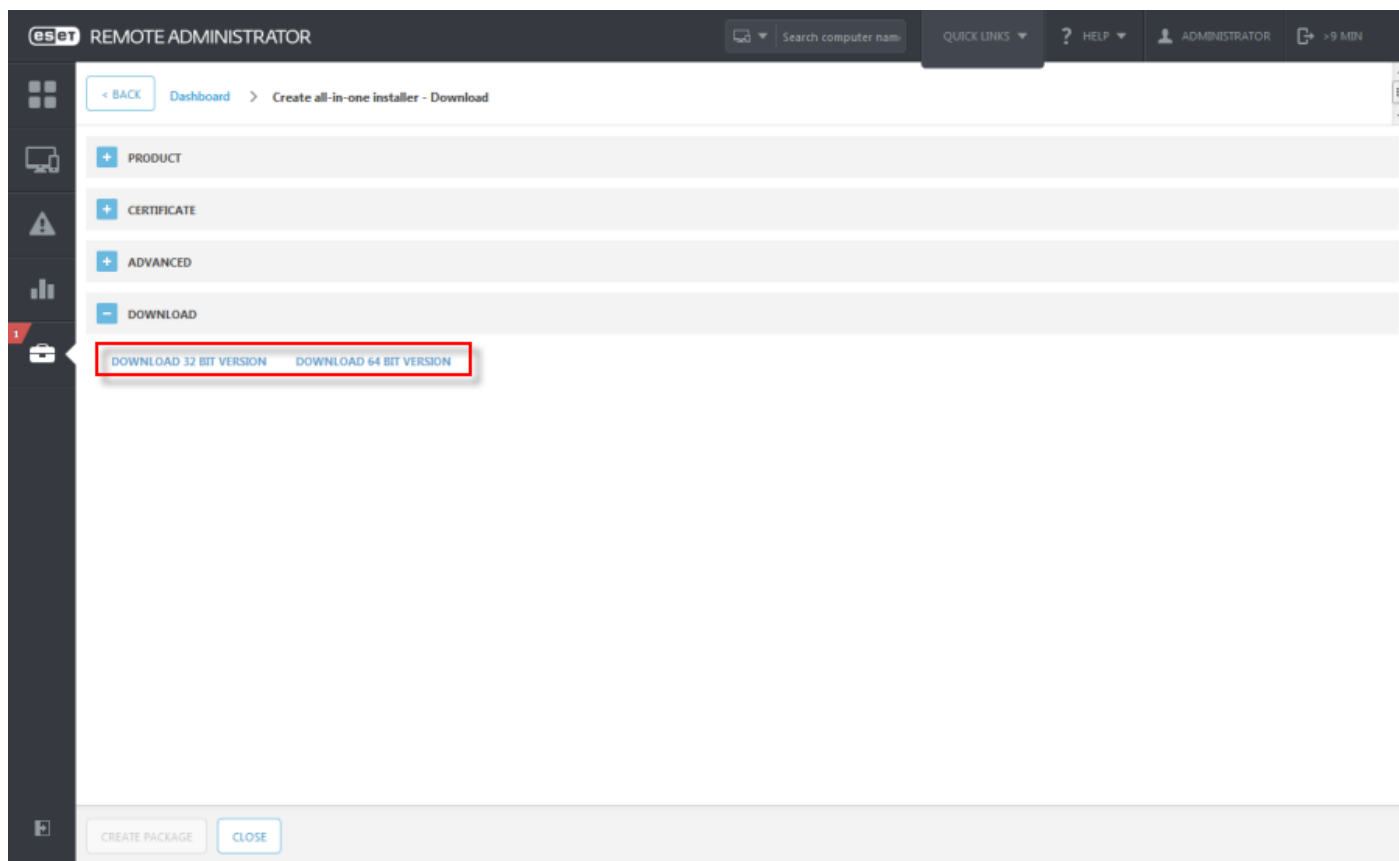 eset REMOTE ADMINISTRATOR
Search computer nam
QUICK LINKS
? HELP
ADMINISTRATOR
>9 MIN
< BACK
Dashboard > Create all-in-one installer - Download
+ PRODUCT
+ CERTIFICATE
+ ADVANCED
- DOWNLOAD
1
DOWNLOAD 32 BIT VERSION DOWNLOAD 64 BIT VERSION
CREATE PACKAGE CLOSE